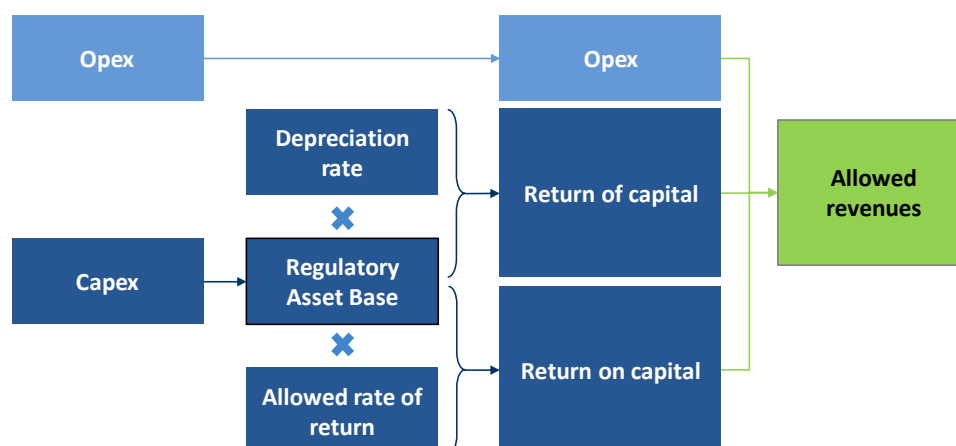 Opex
Opex
Depreciation
rate
Return of capital
Allowed
revenues
Capex
Regulatory
Asset Base
Return on capital
Allowed rate of
return